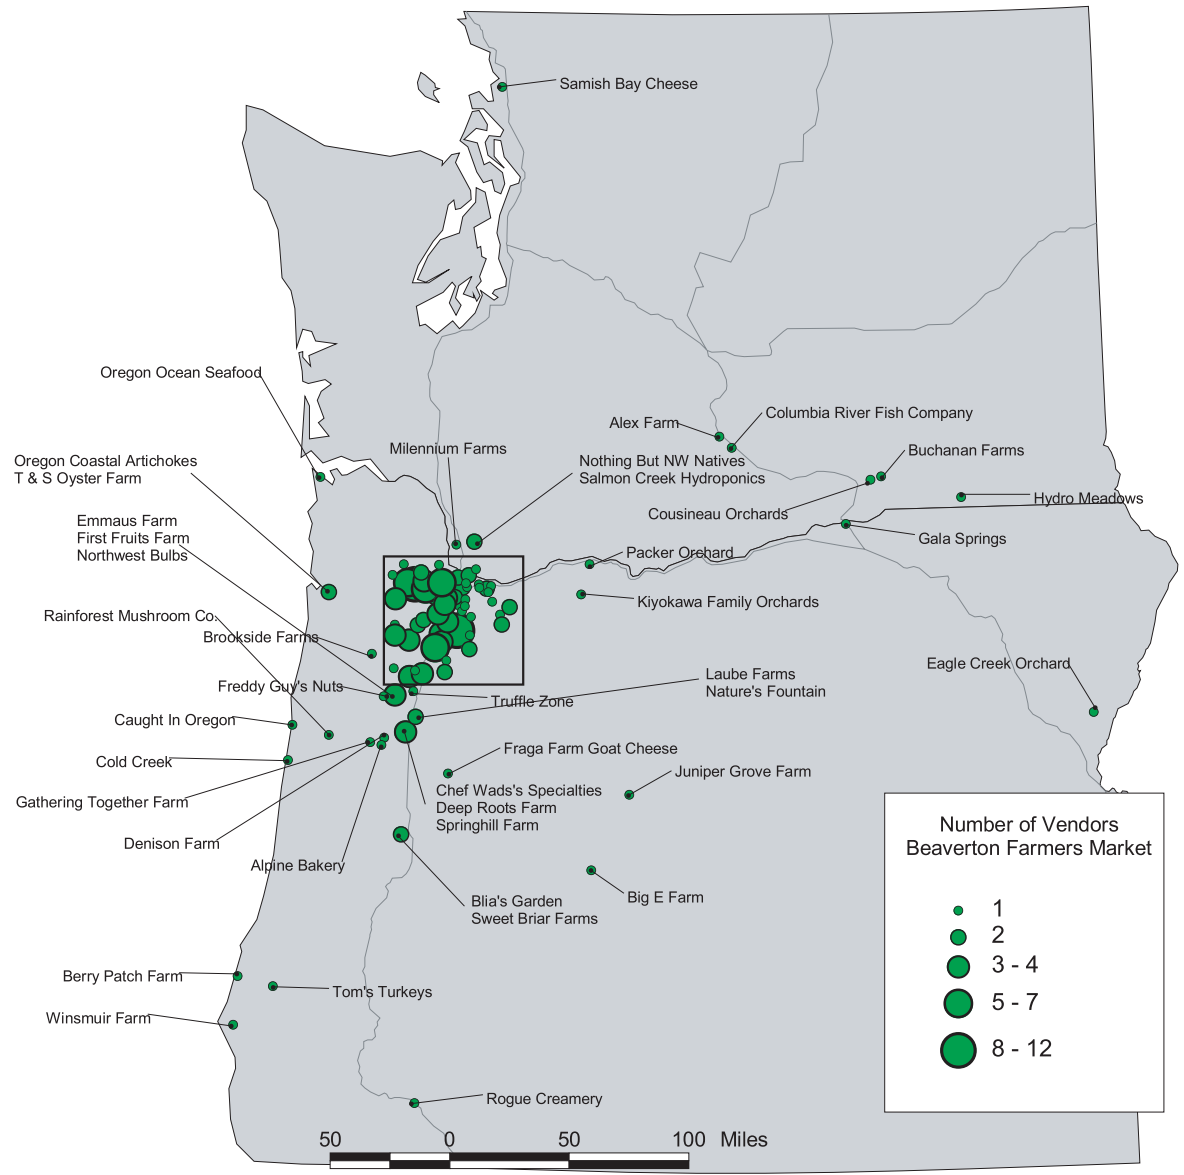 Samish Bay Cheese
Oregon Ocean Seafood
Alex Farm
Columbia River Fish Company
Milennium Farms
Buchanan Farms
Oregon Coastal Artichokes
T & S Oyster Farm
Nothing But NW Natives
Salmon Creek Hydroponics
Hydro Meadows
Cousineau Orchards
Emmaus Farm
First Fruits Farm
Northwest Bulbs
Gala Springs
Packer Orchard
Kiyokawa Family Orchards
Rainforest Mushroom Co.
Brookside Farms
Eagle Creek Orchard
Laube Farms
Nature's Fountain
Freddy Guy's Nuts
Truffle Zone
Caught In Oregon
Fraga Farm Goat Cheese
Cold Creek
Juniper Grove Farm
Chef Wads's Specialties
Deep Roots Farm
Springhill Farm
Gathering Together Farm
Denison Farm
Alpine Bakery
Number of Vendors
Beaverton Farmers Market
1
2
3 - 4
5 - 7
8 - 12
Big E Farm
Blia's Garden
Sweet Briar Farms
Berry Patch Farm
Tom's Turkeys
Winsmuir Farm
Rogue Creamery
50 0 50 100 Miles